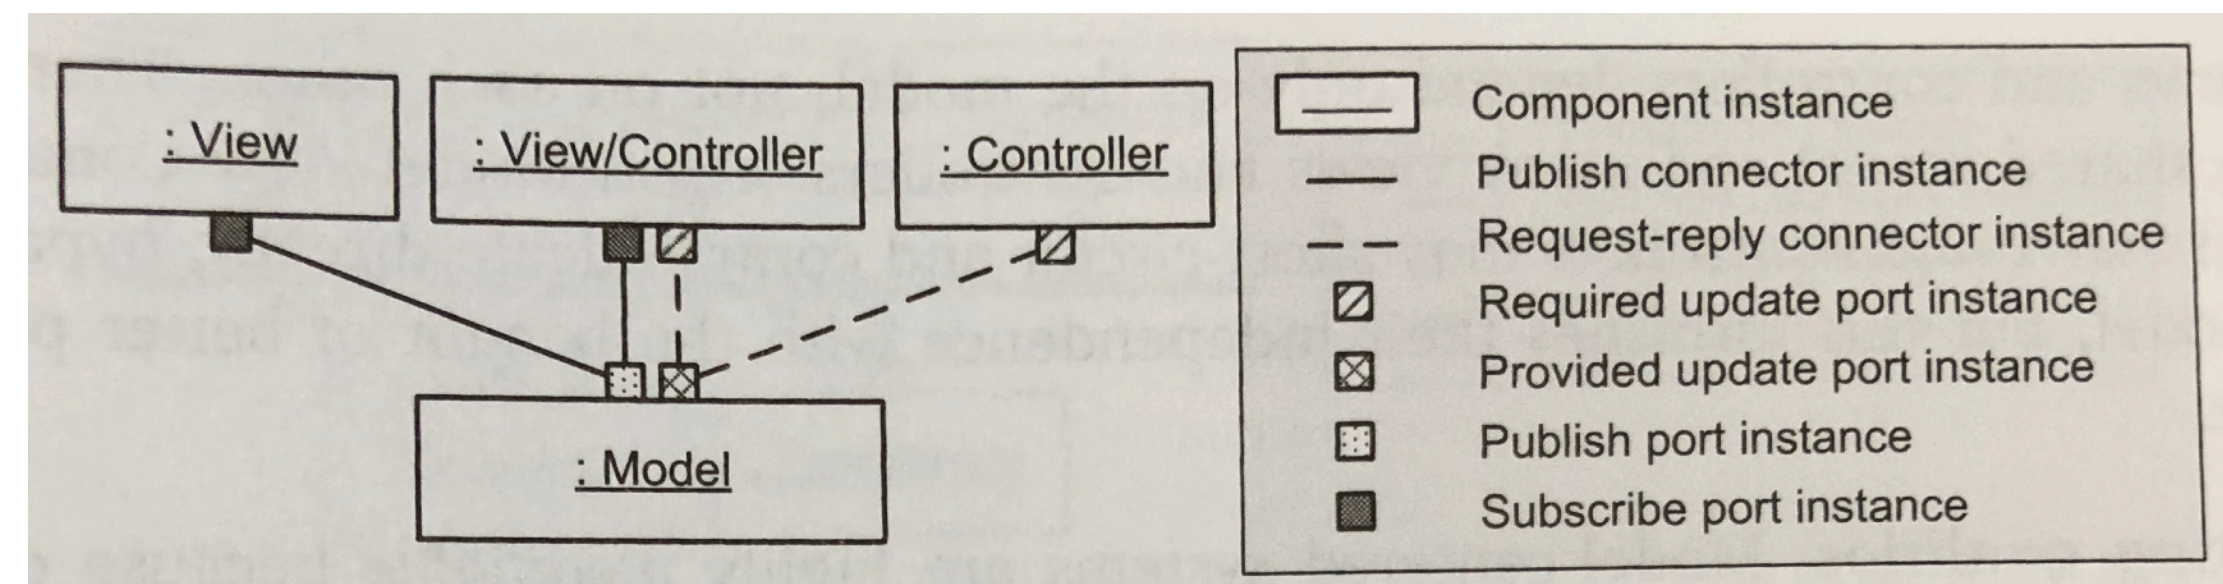 : View
: View/Controller
: Controller
: Model
Component instance
Publish connector instance
Request-reply connector instance
Required update port instance
Provided update port instance
Publish port instance
Subscribe port instance